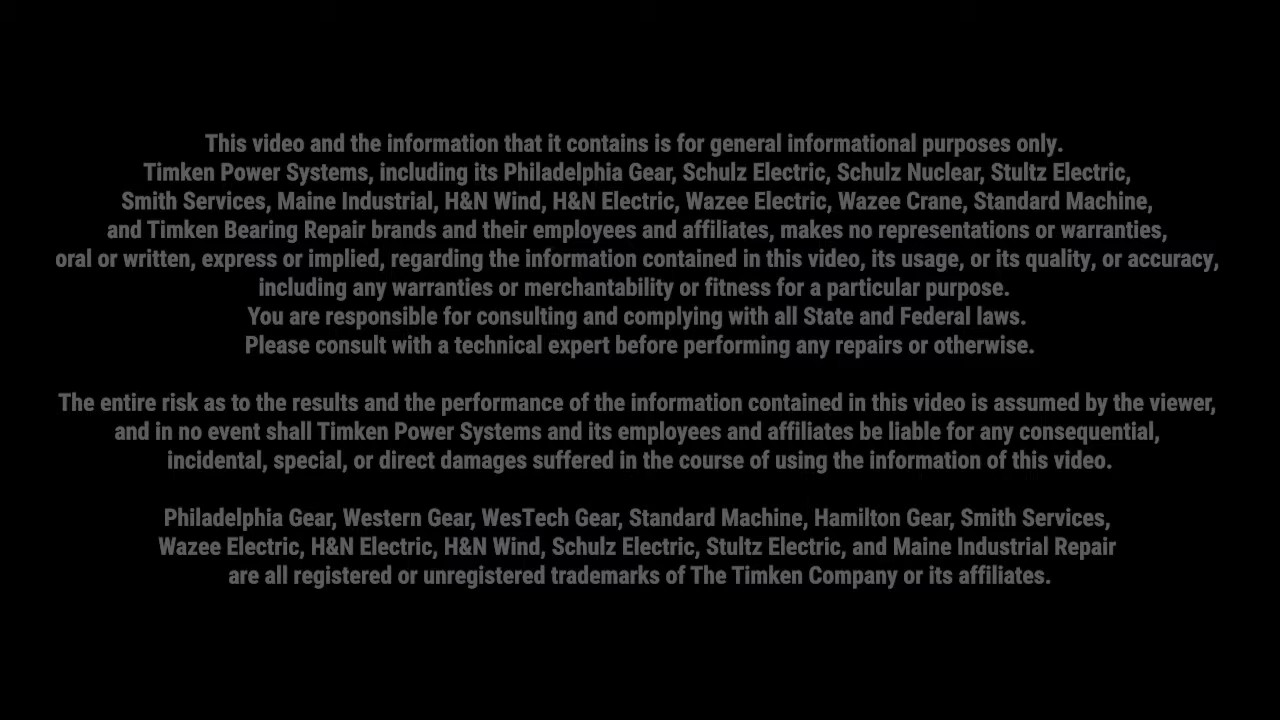 This video and the information that it contains is for general informational purposes only.
Timken Power Systems, including its Philadelphia Gear, Schulz Electric, Schulz Nuclear, Stultz Electric,
Smith Services, Maine Industrial, H&N Wind, H&N Electric, Wazee Electric, Wazee Crane, Standard Machine,
and Timken Bearing Repair brands and their employees and affiliates, makes no representations or warranties,
oral or written, express or implied, regarding the information contained in this video, its usage, or its quality, or accuracy,
including any warranties or merchantability or fitness for a particular purpose.
You are responsible for consulting and complying with all State and Federal laws.
Please consult with a technical expert before performing any repairs or otherwise.
The entire risk as to the results and the performance of the information contained in this video is assumed by the viewer,
and in no event shall Timken Power Systems and its employees and affiliates be liable for any consequential,
incidental, special, or direct damages suffered in the course of using the information of this video.
Philadelphia Gear, Western Gear, WesTech Gear, Standard Machine, Hamilton Gear, Smith Services,
Wazee Electric, H&N Electric, H&N Wind, Schulz Electric, Stultz Electric, and Maine Industrial Repair
are all registered or unregistered trademarks of The Timken Company or its affiliates.